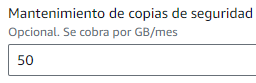 Mantenimiento de copias de seguridad
Opcional. Se cobra por GB/mes
50